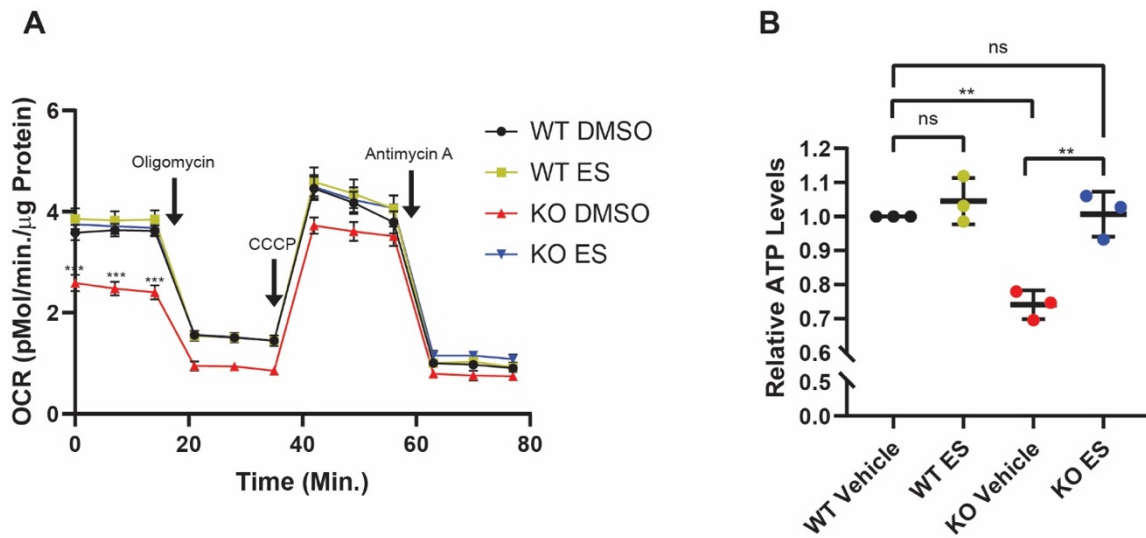 A
OCR (pMol/min./µg Protein)
6
4
2
0
Oligomycin
CCCP
Antimycin A
***
***
***
0
20
40
60
80
Time (Min.)
WT DMSO
WT ES
KO DMSO
KO ES
B
ns
**
ns
**
Relative ATP Levels
1.2
1.1
1.0
0.9
0.8
0.7
0.6
0.5
0.0
WT Vehicle
WT ES
KO Vehicle
KO ES